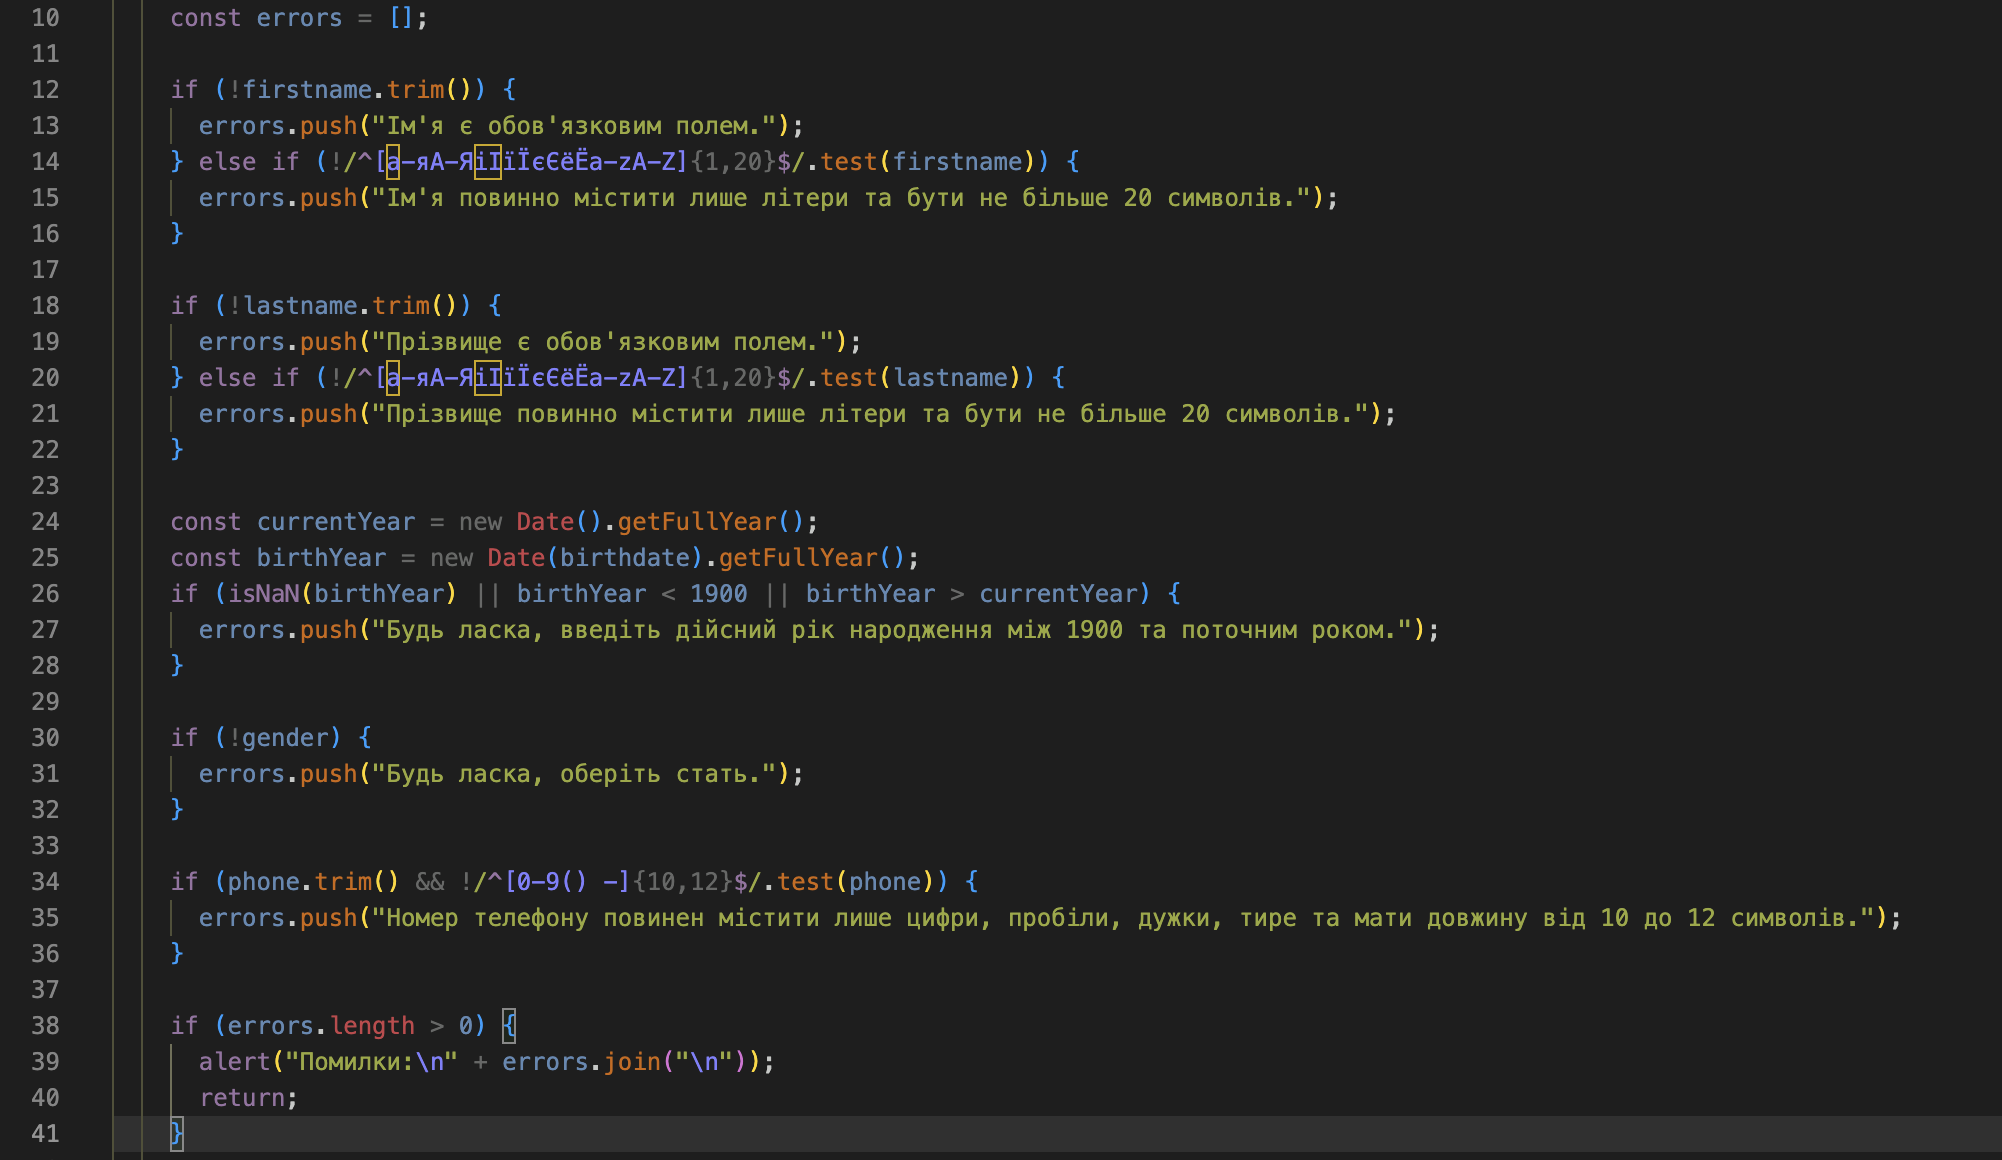 10 const errors = [];
11
12 if (!firstname.trim()) {
13 errors.push("Ім'я є обов'язковим полем.");
14 } else if (!/^[а-яА-ЯіІїЇєЄёЁa-zA-Z]{1,20}$/.test(firstname)) {
15 errors.push("Ім'я повинно містити лише літери та бути не більше 20 символів.");
16 }
17
18 if (!lastname.trim()) {
19 errors.push("Прізвище є обов'язковим полем.");
20 } else if (!/^[а-яА-ЯіІїЇєЄёЁa-zA-Z]{1,20}$/.test(lastname)) {
21 errors.push("Прізвище повинно містити лише літери та бути не більше 20 символів.");
22 }
23
24 const currentYear = new Date().getFullYear();
25 const birthYear = new Date(birthdate).getFullYear();
26 if (isNaN(birthYear) || birthYear < 1900 || birthYear > currentYear) {
27 errors.push("Будь ласка, введіть дійсний рік народження між 1900 та поточним роком.");
28 }
29
30 if (!gender) {
31 errors.push("Будь ласка, оберіть стать.");
32 }
33
34 if (phone.trim() && !/^[0-9() -]{10,12}$/.test(phone)) {
35 errors.push("Номер телефону повинен містити лише цифри, пробіли, дужки, тире та мати довжину від 10 до 12 символів.");
36 }
37
38 if (errors.length > 0) {
39 alert("Помилки:\n" + errors.join("\n"));
40 return;
41 }